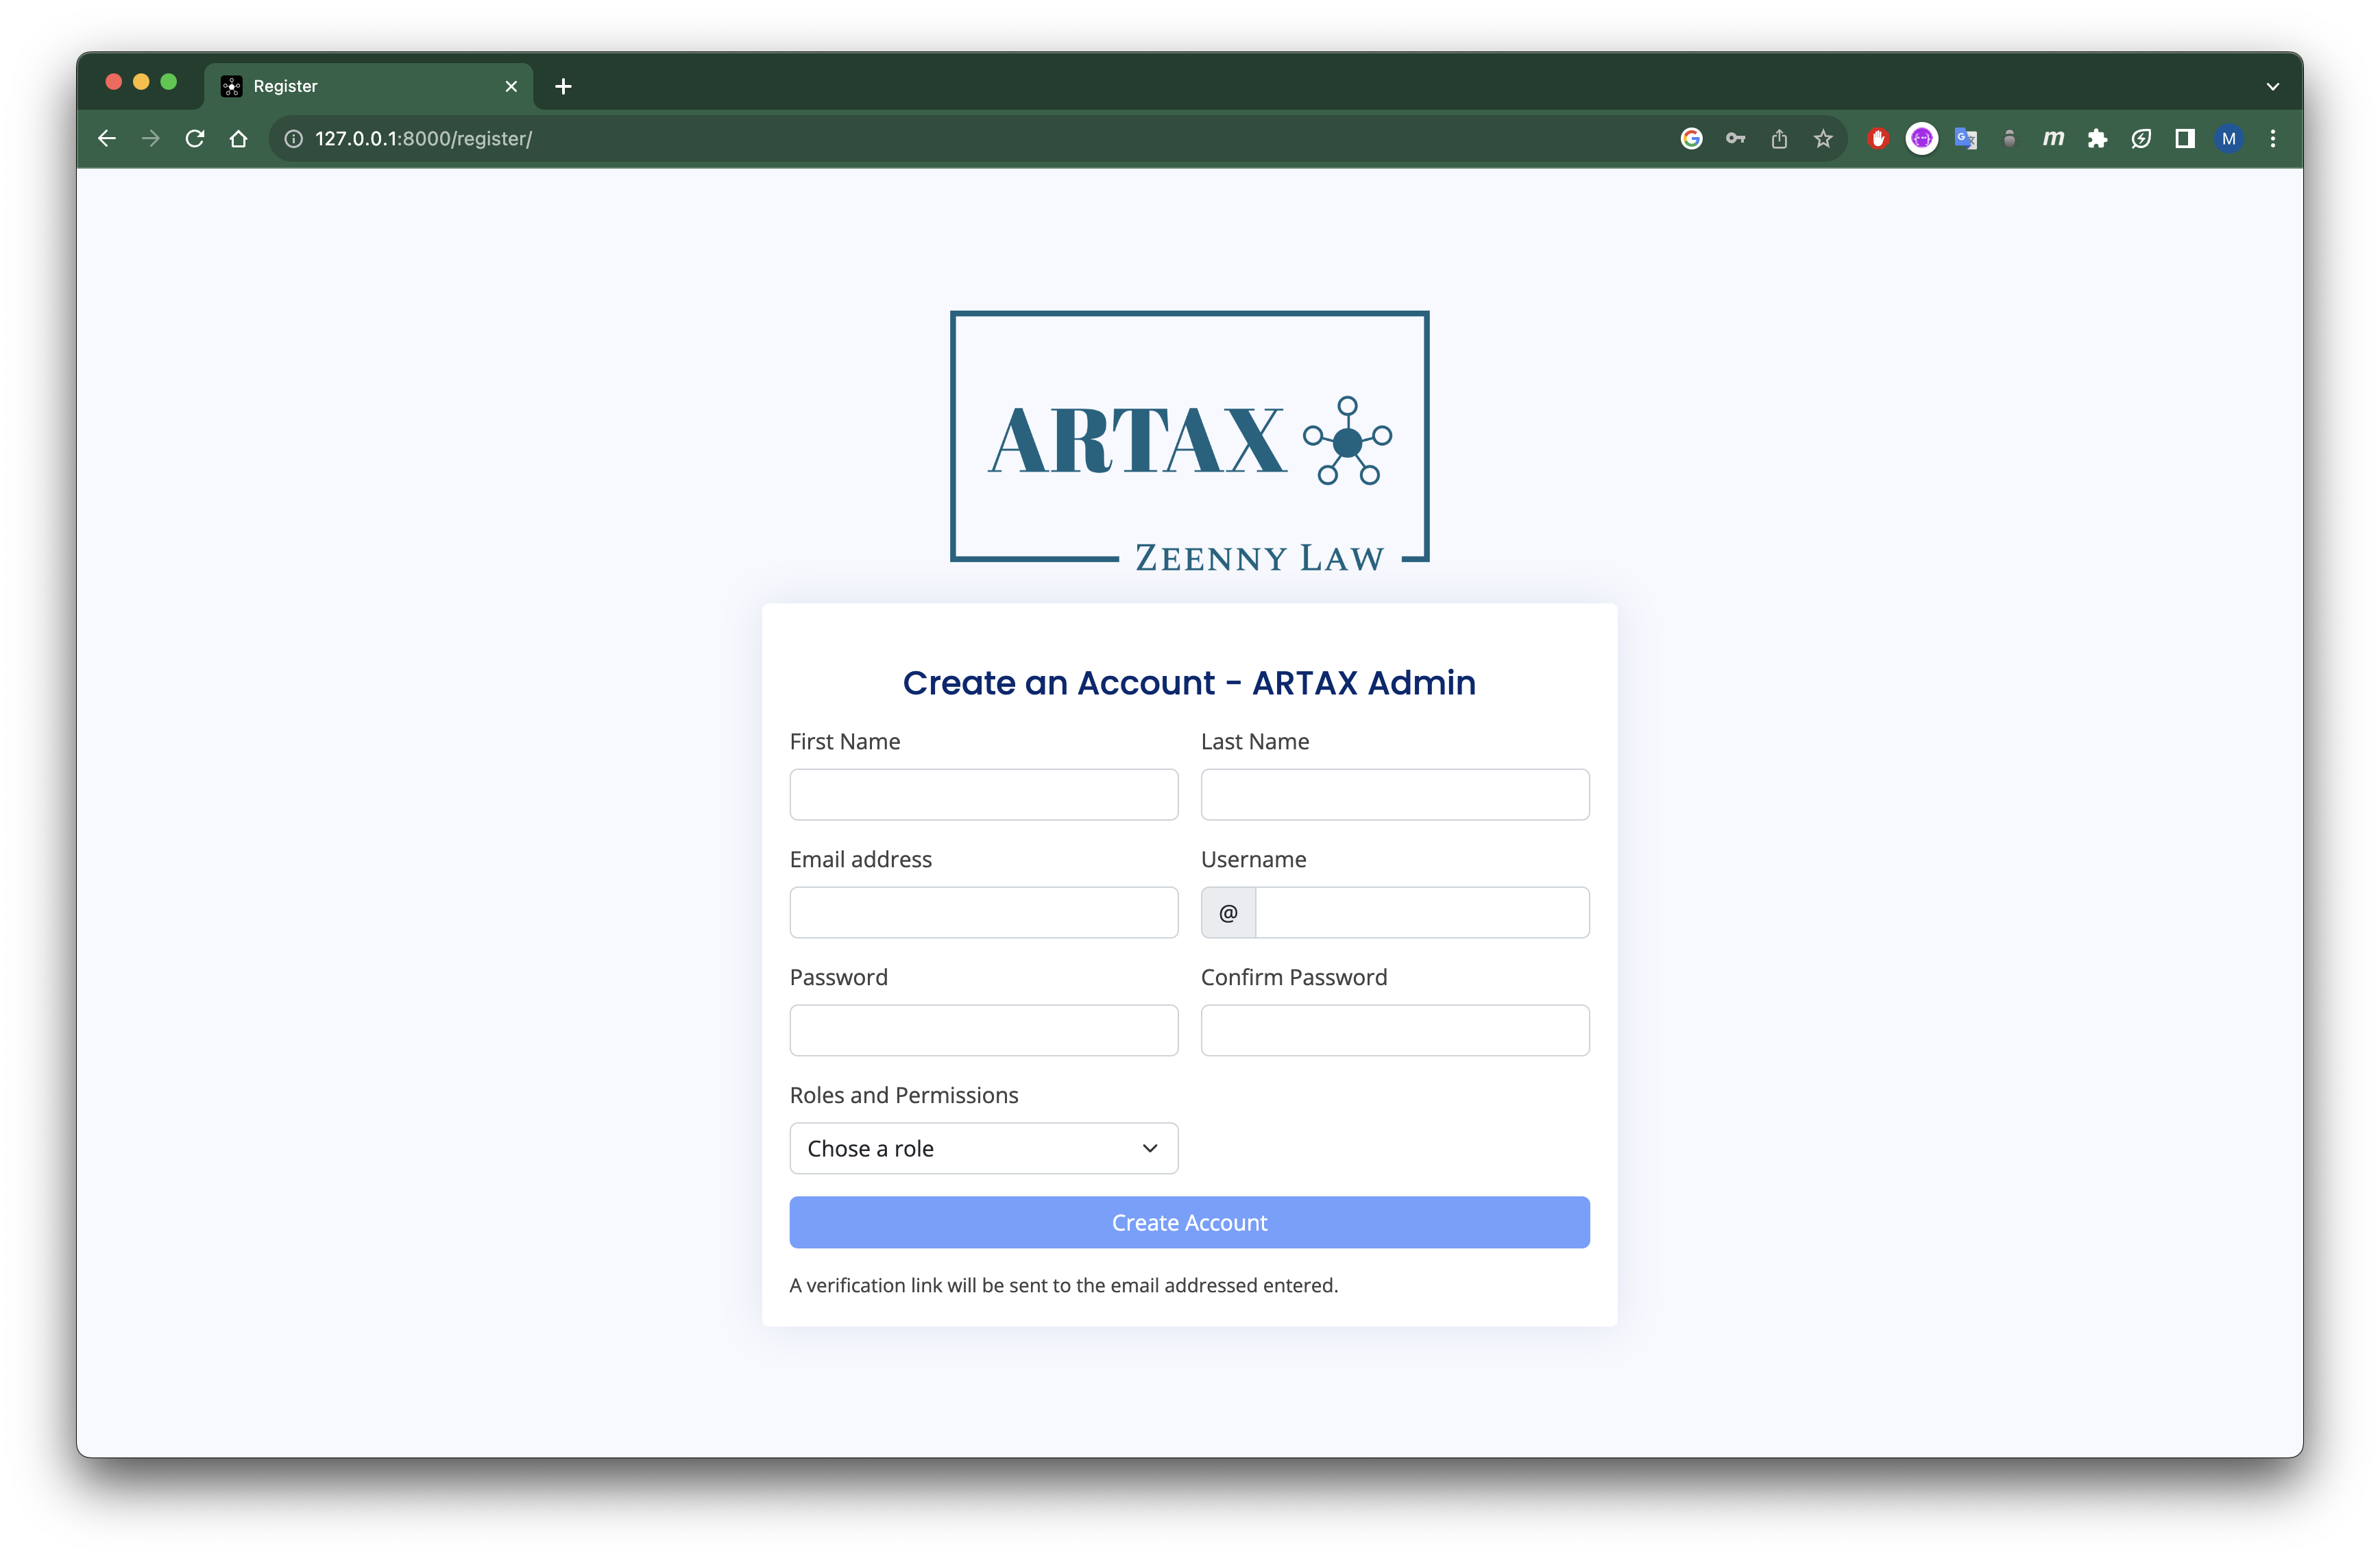 Register
127.0.0.1:8000/register/
m
M
ARTAX
ZEENNY LAW
Create an Account - ARTAX Admin
First Name
Last Name
Email address
Username
@
Password
Confirm Password
Roles and Permissions
Chose a role
Create Account
A verification link will be sent to the email addressed entered.